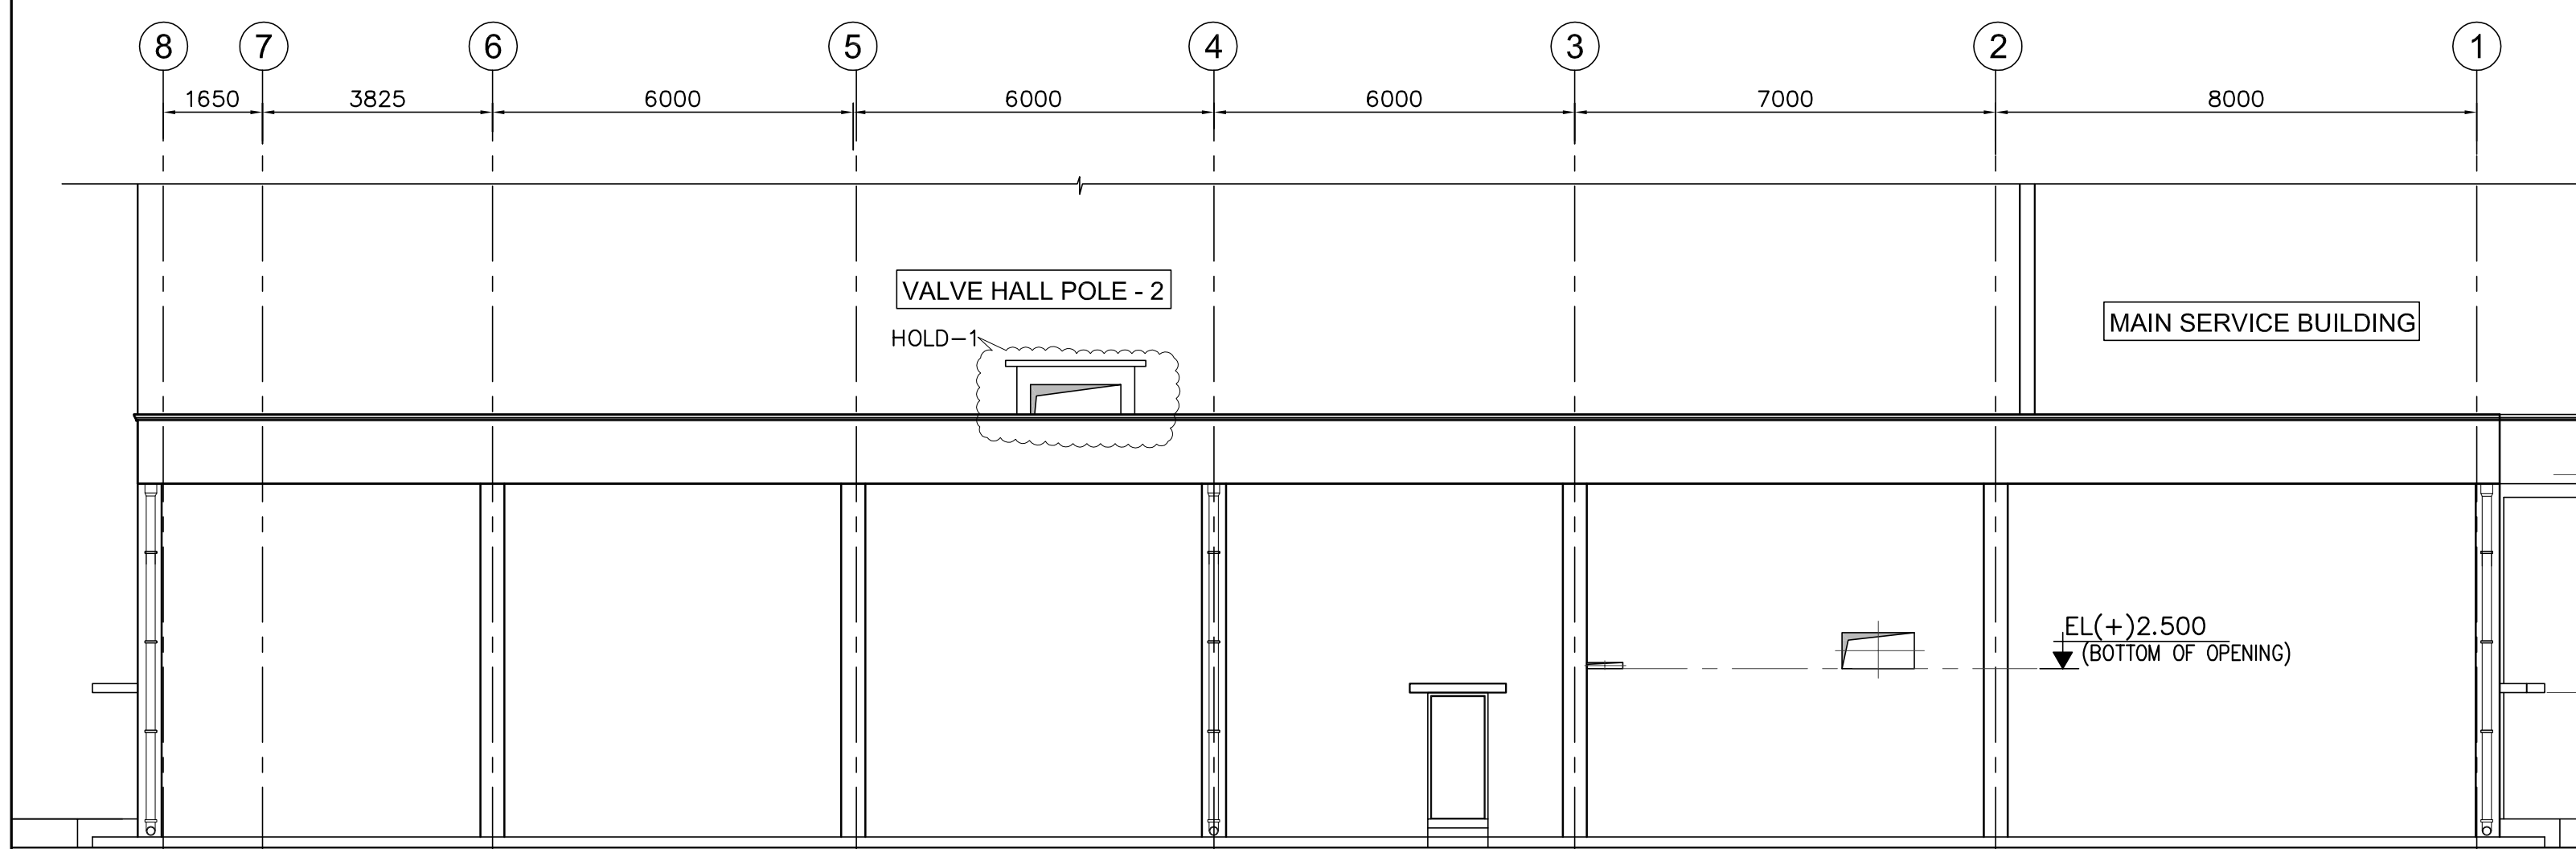 8 7 6 5 4 3 2 1
1650 3825 6000 6000 6000 7000 8000
VALVE HALL POLE - 2
MAIN SERVICE BUILDING
HOLD-1
EL(+)2.500
(BOTTOM OF OPENING)